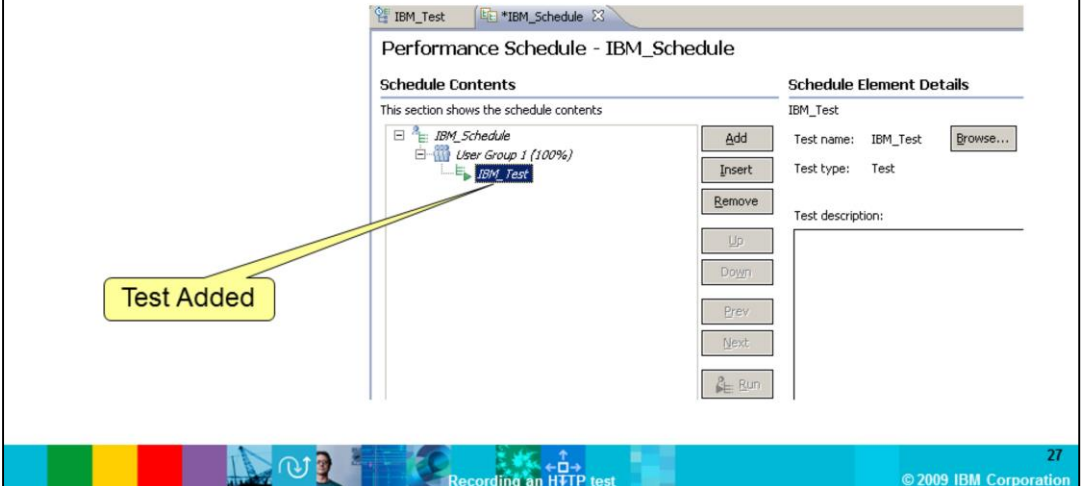 IBM_Test
*IBM_Schedule
Performance Schedule - IBM_Schedule
Schedule Contents
This section shows the schedule contents
IBM_Schedule
User Group 1 (100%)
IBM_Test
Add
Insert
Remove
Up
Down
Prev
Next
Run
Schedule Element Details
IBM_Test
Test name: IBM_Test Browse...
Test type: Test
Test description:
Test Added
27
Recording an HTTP test
© 2009 IBM Corporation